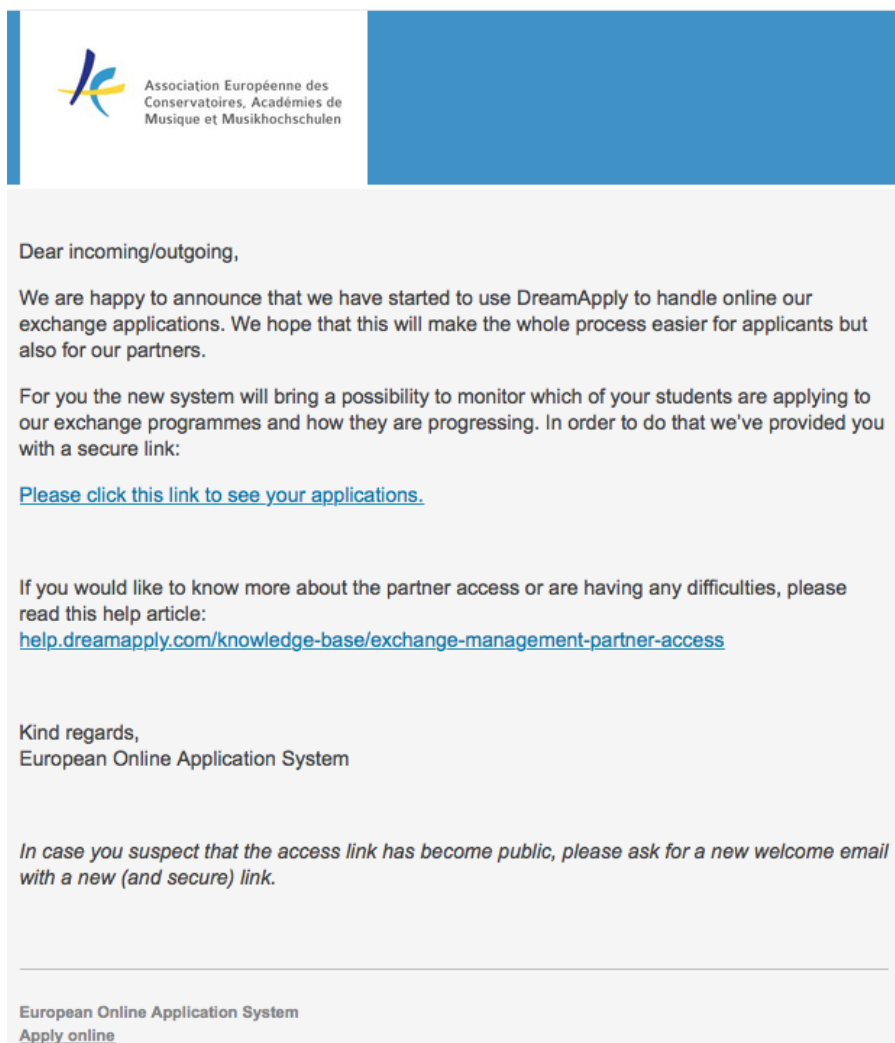 Association Européenne des
Conservatoires, Académies de
Musique et Musikhochschulen
Dear incoming/outgoing,
We are happy to announce that we have started to use DreamApply to handle online our
exchange applications. We hope that this will make the whole process easier for applicants but
also for our partners.
For you the new system will bring a possibility to monitor which of your students are applying to
our exchange programmes and how they are progressing. In order to do that we've provided you
with a secure link:
Please click this link to see your applications.
If you would like to know more about the partner access or are having any difficulties, please
read this help article:
help.dreamapply.com/knowledge-base/exchange-management-partner-access
Kind regards,
European Online Application System
In case you suspect that the access link has become public, please ask for a new welcome email
with a new (and secure) link.
European Online Application System
Apply online